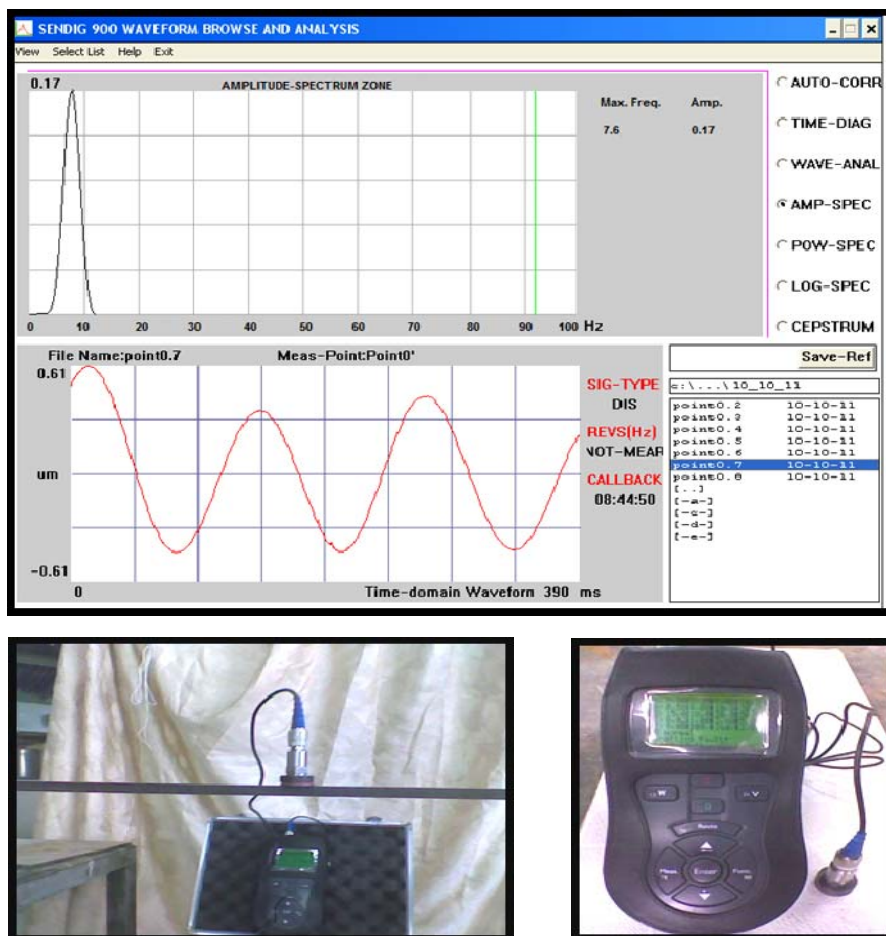 SENDIG 900 WAVEFORM BROWSE AND ANALYSIS
View Select List Help Exit
0.17
AMPLITUDE-SPECTRUM ZONE
Max. Freq. Amp.
7.6 0.17
0 10 20 30 40 50 60 70 80 90 100 Hz
AUTO-CORR
TIME-DIAG
WAVE-ANAL
AMP-SPEC
POW-SPEC
LOG-SPEC
CEPSTRUM
File Name:point0.7 Meas-Point:Point0'
0.61
um
-0.61
0 Time-domain Waveform 390 ms
SIG-TYPE
DIS
REVS(Hz)
NOT-MEAR
CALLBACK
08:44:50
Save-Ref
c:\...\10_10_11
point0.2 10-10-11
point0.3 10-10-11
point0.4 10-10-11
point0.5 10-10-11
point0.6 10-10-11
point0.7 10-10-11
point0.8 10-10-11
[..]
[-a-]
[-c-]
[-d-]
[-e-]
W
V
Route
Meas
Enter
Func